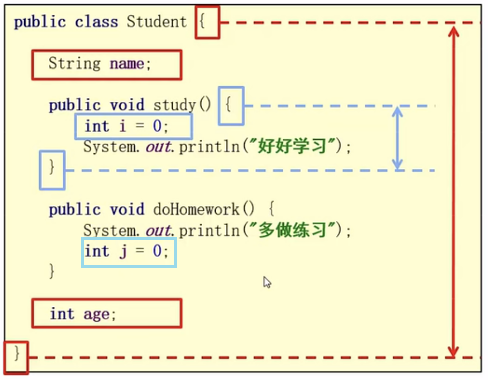 public class Student {
String name;
public void study() {
int i = 0;
System.out.println("好好学习");
}
public void doHomework() {
System.out.println("多做练习");
int j = 0;
}
int age;
}